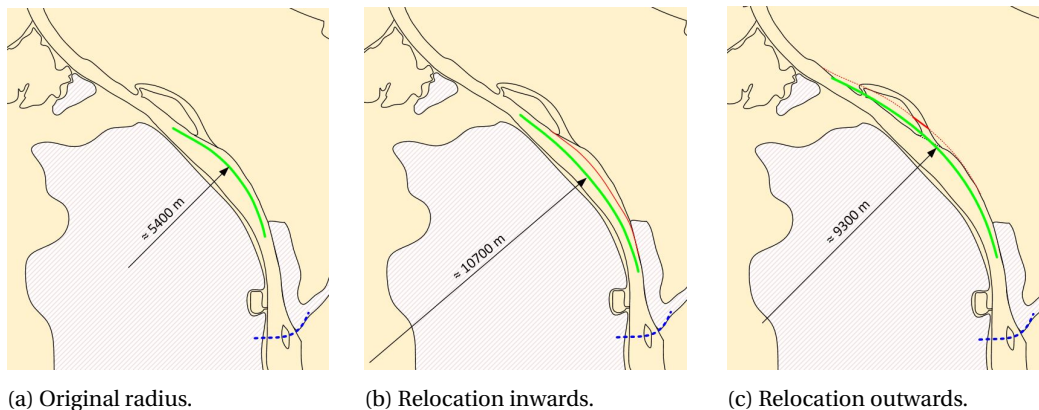 ≈ 5400 m
≈ 10700 m
≈ 9300 m
(a) Original radius.
(b) Relocation inwards.
(c) Relocation outwards.